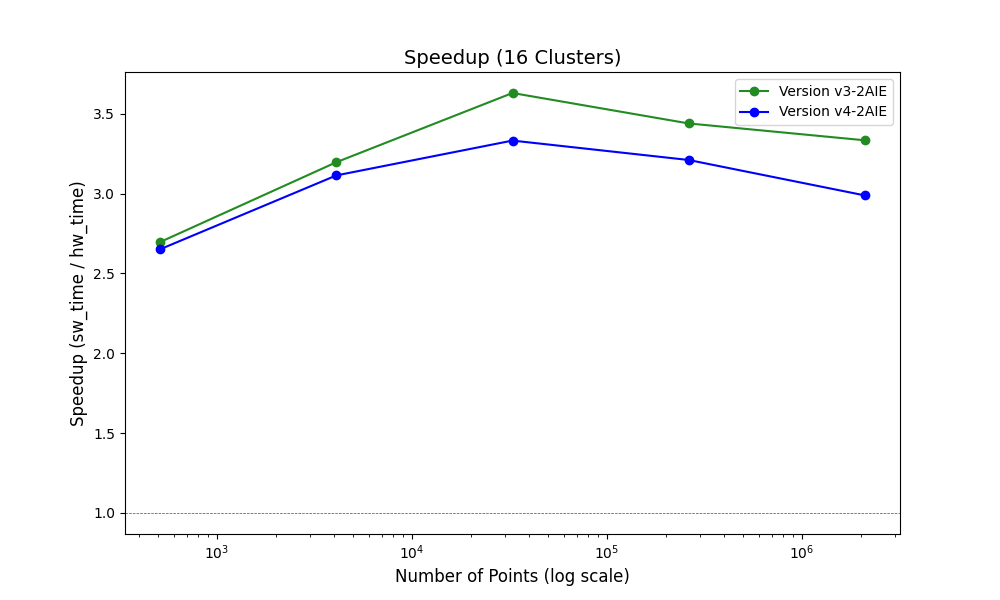 Speedup (16 Clusters)
Version v3-2AIE
Version v4-2AIE
Speedup (sw_time / hw_time)
3.5
3.0
2.5
2.0
1.5
1.0
10³ 10⁴ 10⁵ 10⁶
Number of Points (log scale)